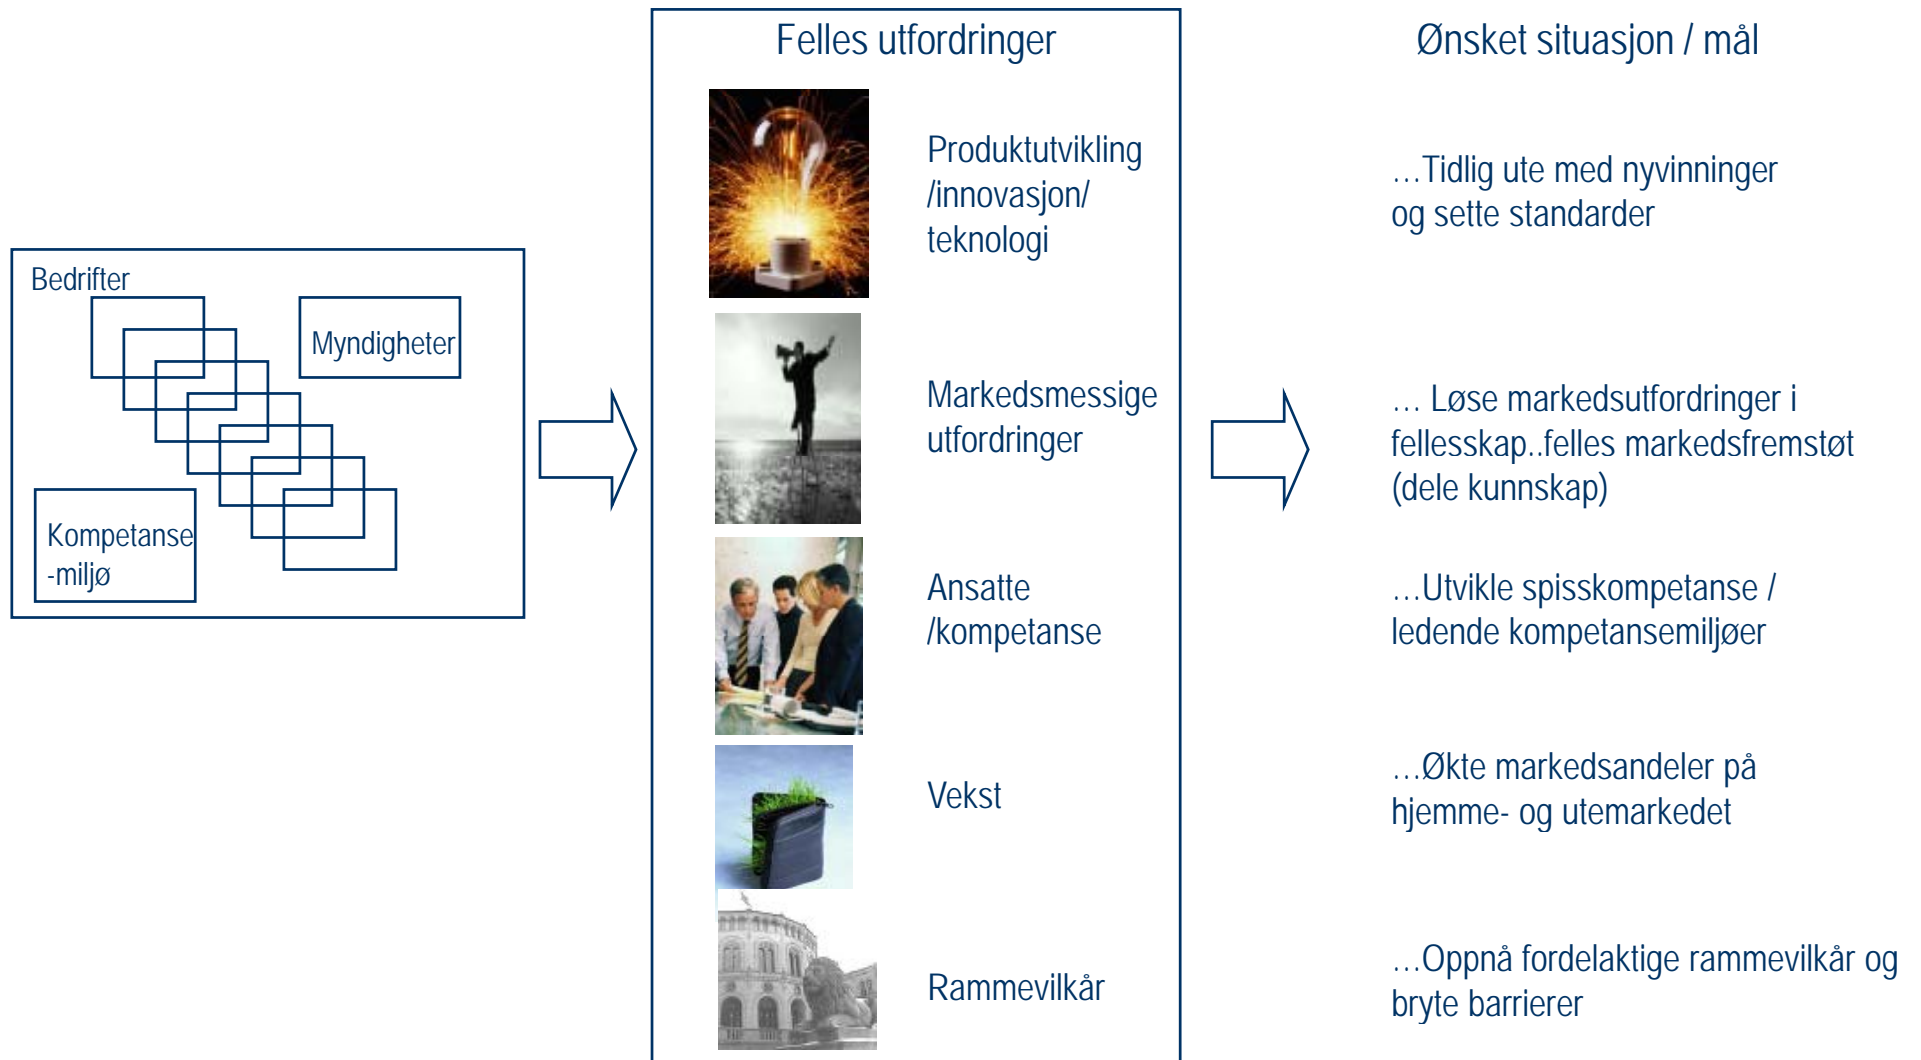 Bedrifter
Myndigheter
Kompetanse
-miljø
Felles utfordringer
Produktutvikling
/innovasjon/
teknologi
Markedsmessige
utfordringer
Ansatte
/kompetanse
Vekst
Rammevilkår
Ønsket situasjon / mål
…Tidlig ute med nyvinninger
og sette standarder
… Løse markedsutfordringer i
fellesskap..felles markedsfremstøt
(dele kunnskap)
…Utvikle spisskompetanse /
ledende kompetansemiljøer
…Økte markedsandeler på
hjemme- og utemarkedet
…Oppnå fordelaktige rammevilkår og
bryte barrierer